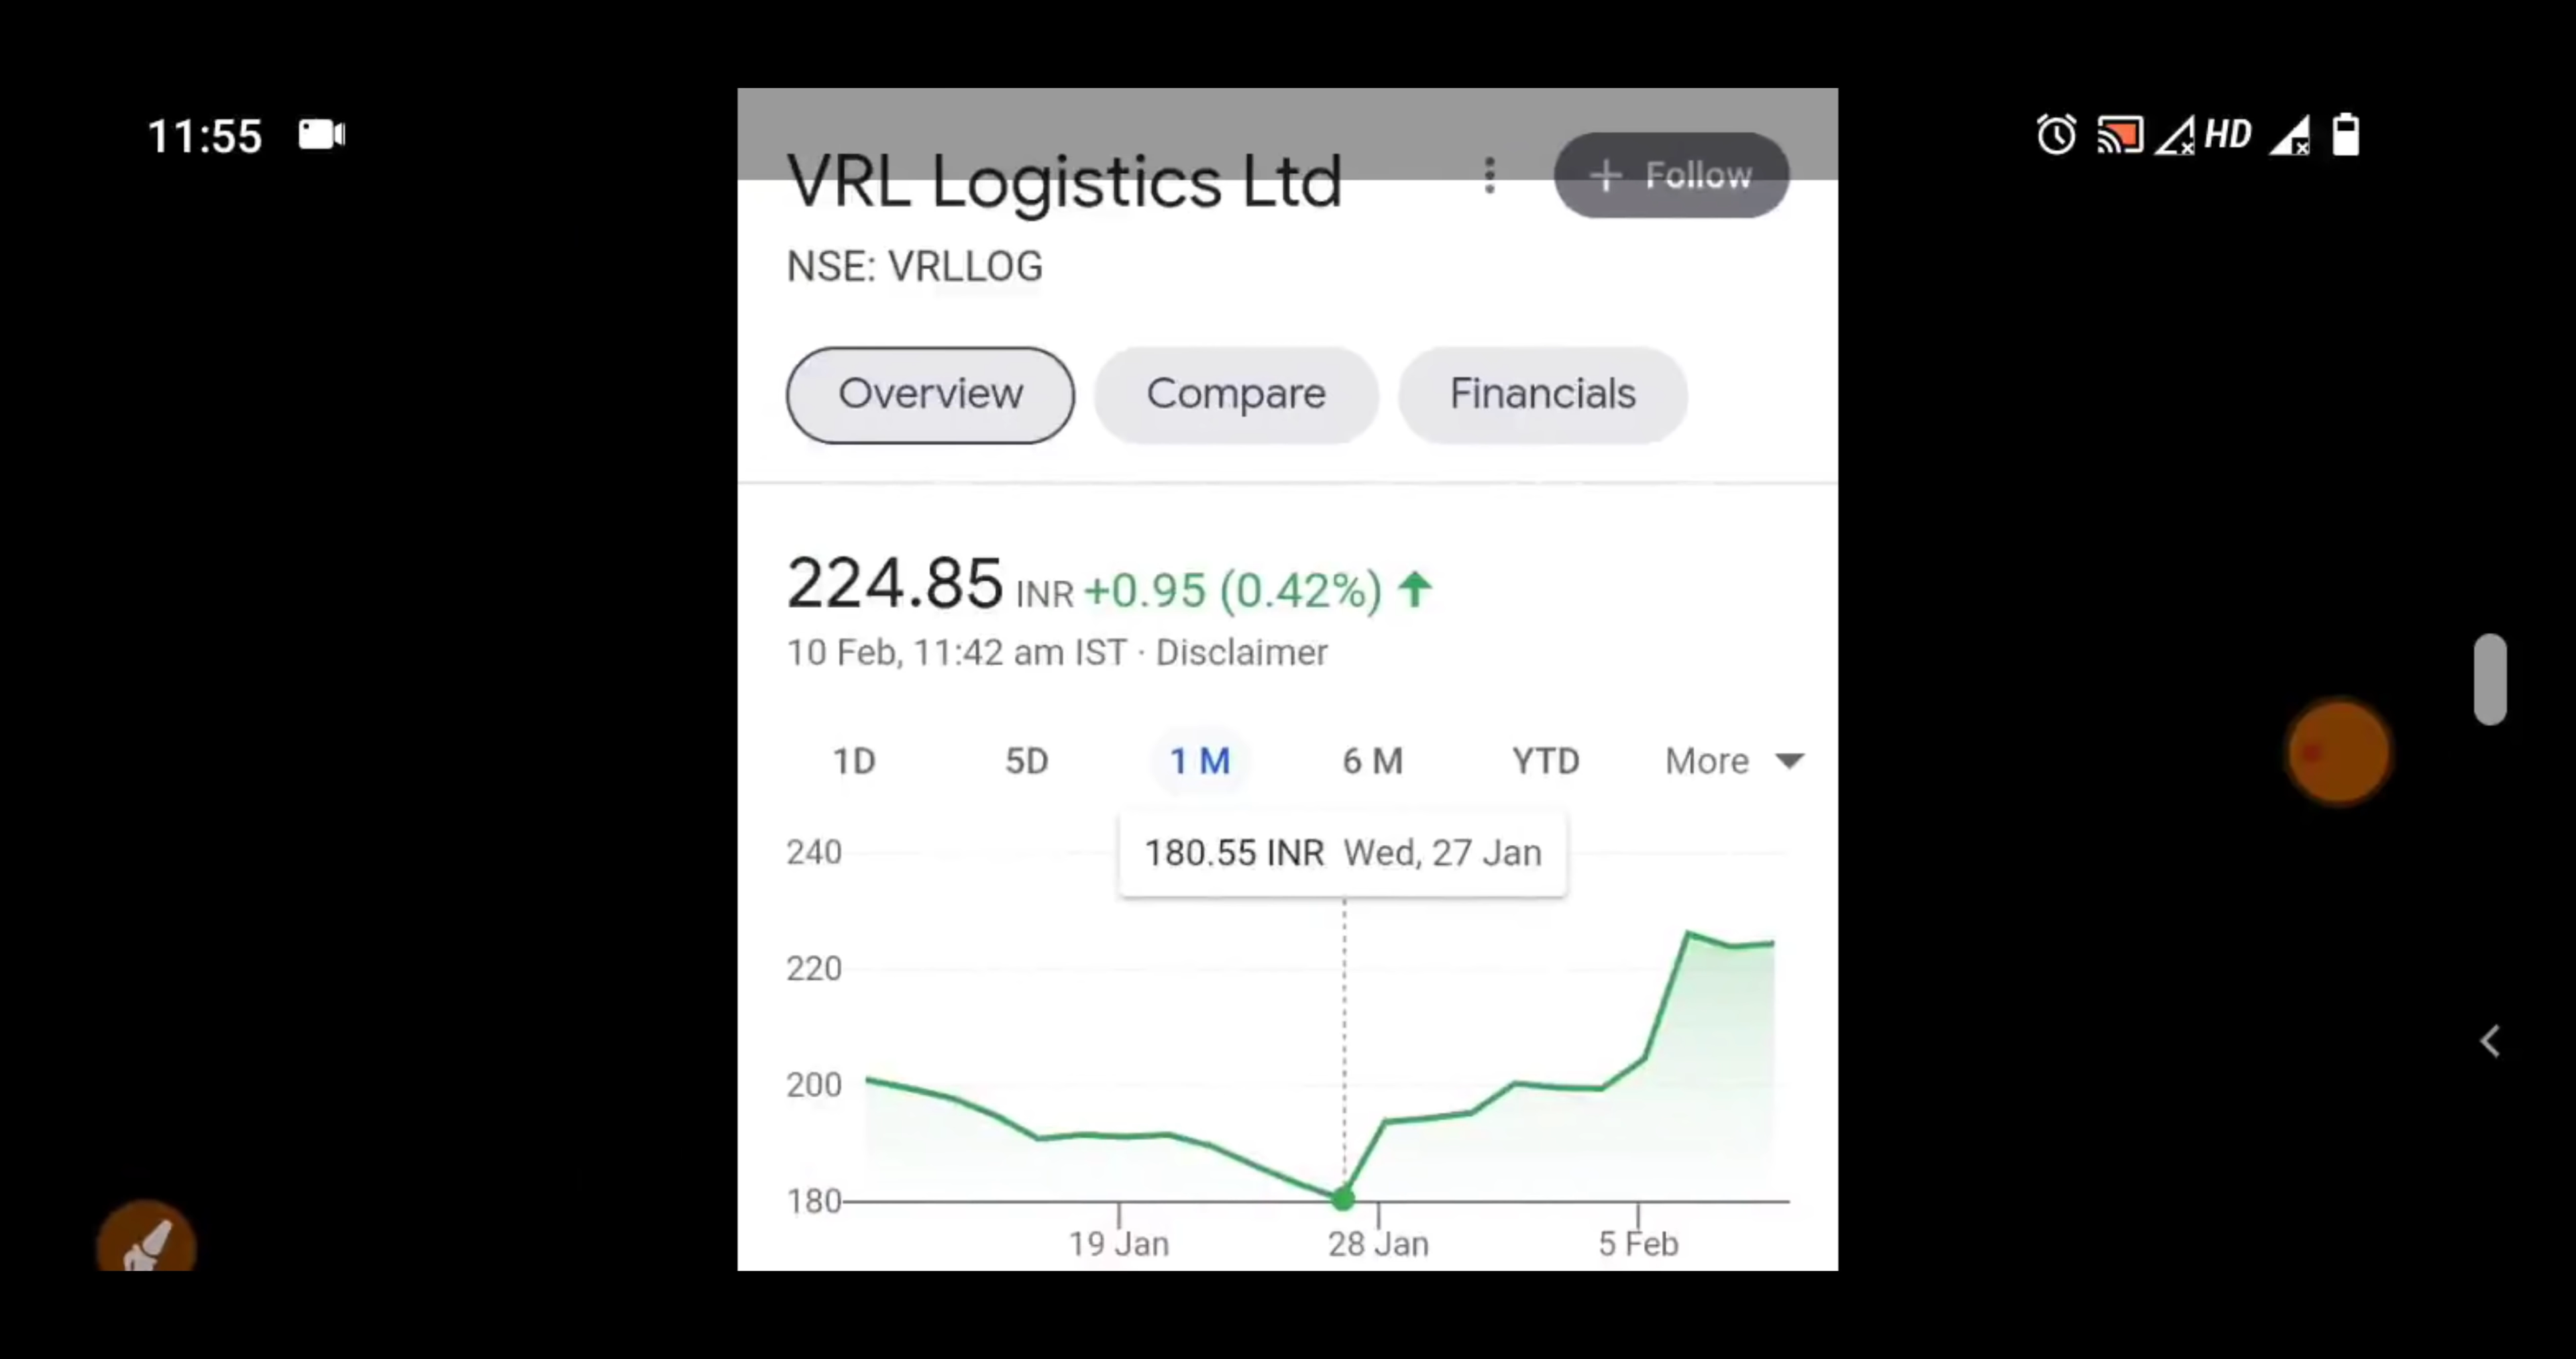 11:55
HD
VRL Logistics Ltd
+ Follow
NSE: VRLLOG
Overview
Compare
Financials
224.85 INR +0.95 (0.42%)
10 Feb, 11:42 am IST · Disclaimer
1D
5D
1 M
6 M
YTD
More
180.55 INR Wed, 27 Jan
240
220
200
180
19 Jan
28 Jan
5 Feb